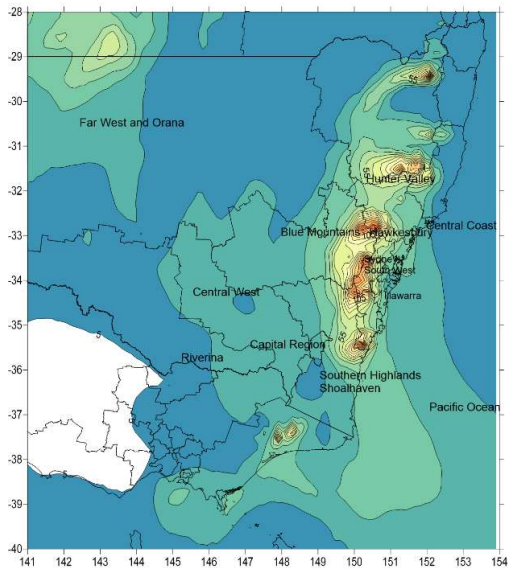 -28
-29
-30
Far West and Orana
-31
-32
Hunter Valley
-33
Blue Mountains Hawkesbury Central Coast
Sydney
South West
-34
Central West
Illawarra
-35
Capital Region
Riverina
-36
Southern Highlands
Shoalhaven
-37
Pacific Ocean
-38
-39
-40
141 142 143 144 145 146 147 148 149 150 151 152 153 154